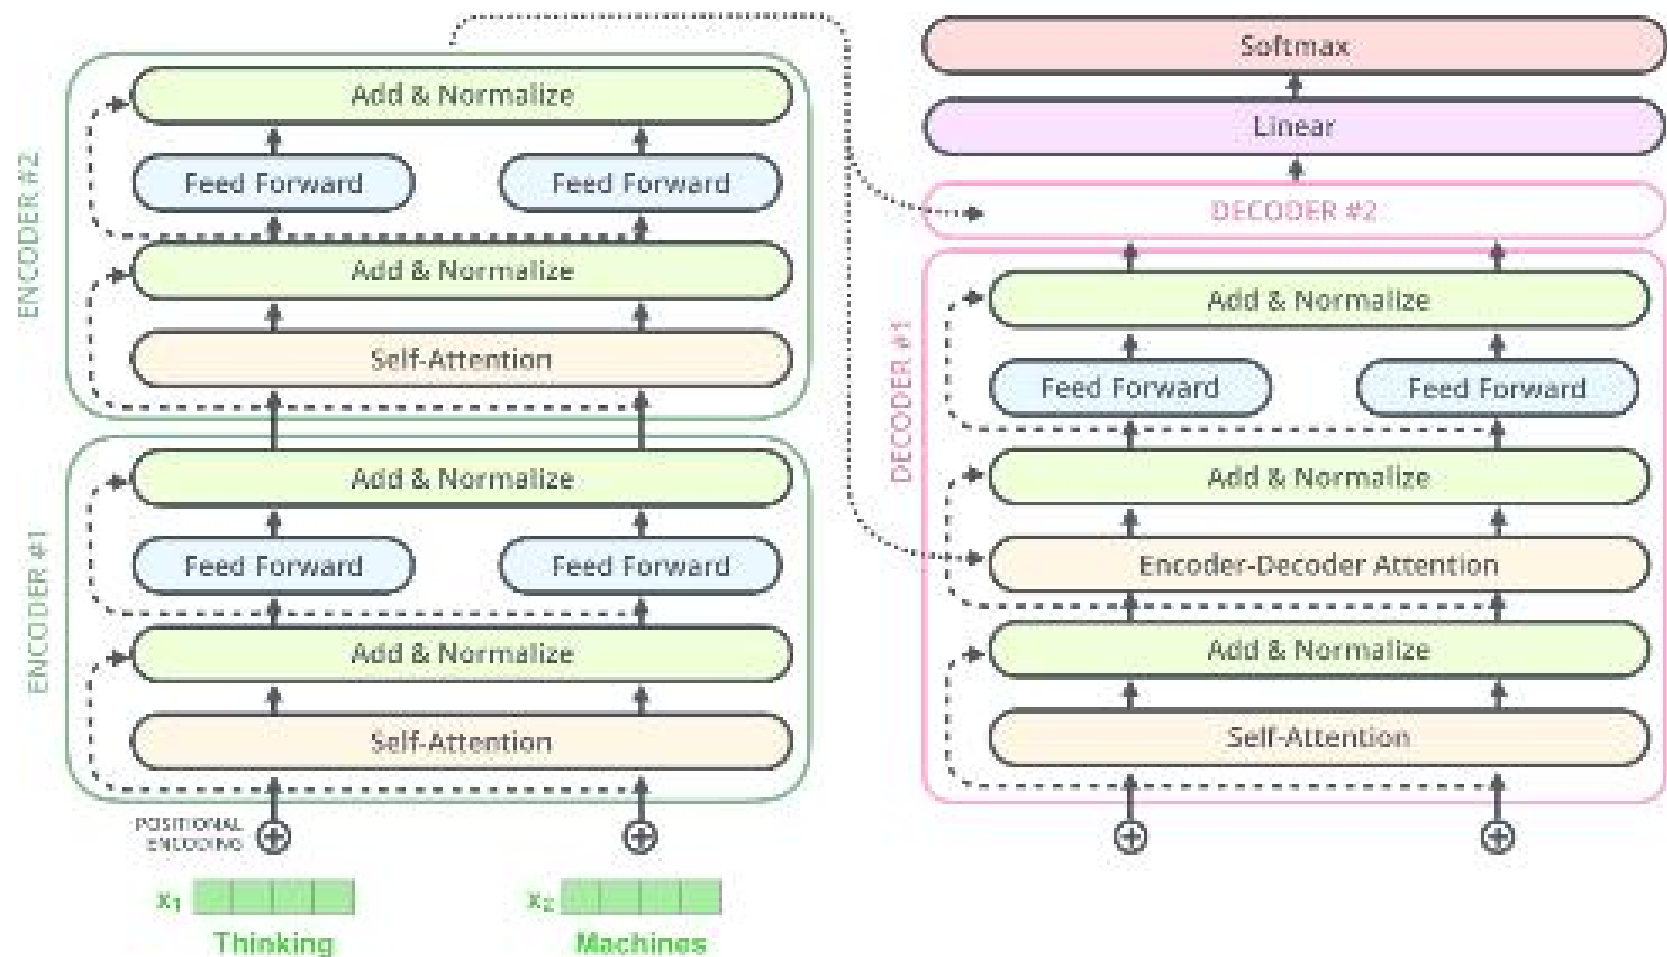 ENCODER #2
Add & Normalize
Feed Forward
Feed Forward
Add & Normalize
Self-Attention
ENCODER #1
Add & Normalize
Feed Forward
Feed Forward
Add & Normalize
Self-Attention
POSITIONAL
ENCODING
x₁
x₂
Thinking
Machines
Softmax
Linear
DECODER #2
DECODER #1
Add & Normalize
Feed Forward
Feed Forward
Add & Normalize
Encoder-Decoder Attention
Add & Normalize
Self-Attention